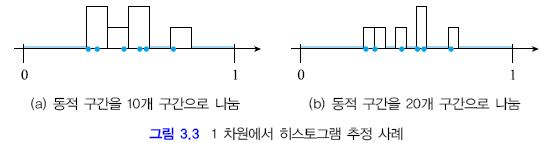 0 1 0 1
(a) 동적 구간을 10개 구간으로 나눔 (b) 동적 구간을 20개 구간으로 나눔
그림 3.3 1 차원에서 히스토그램 추정 사례